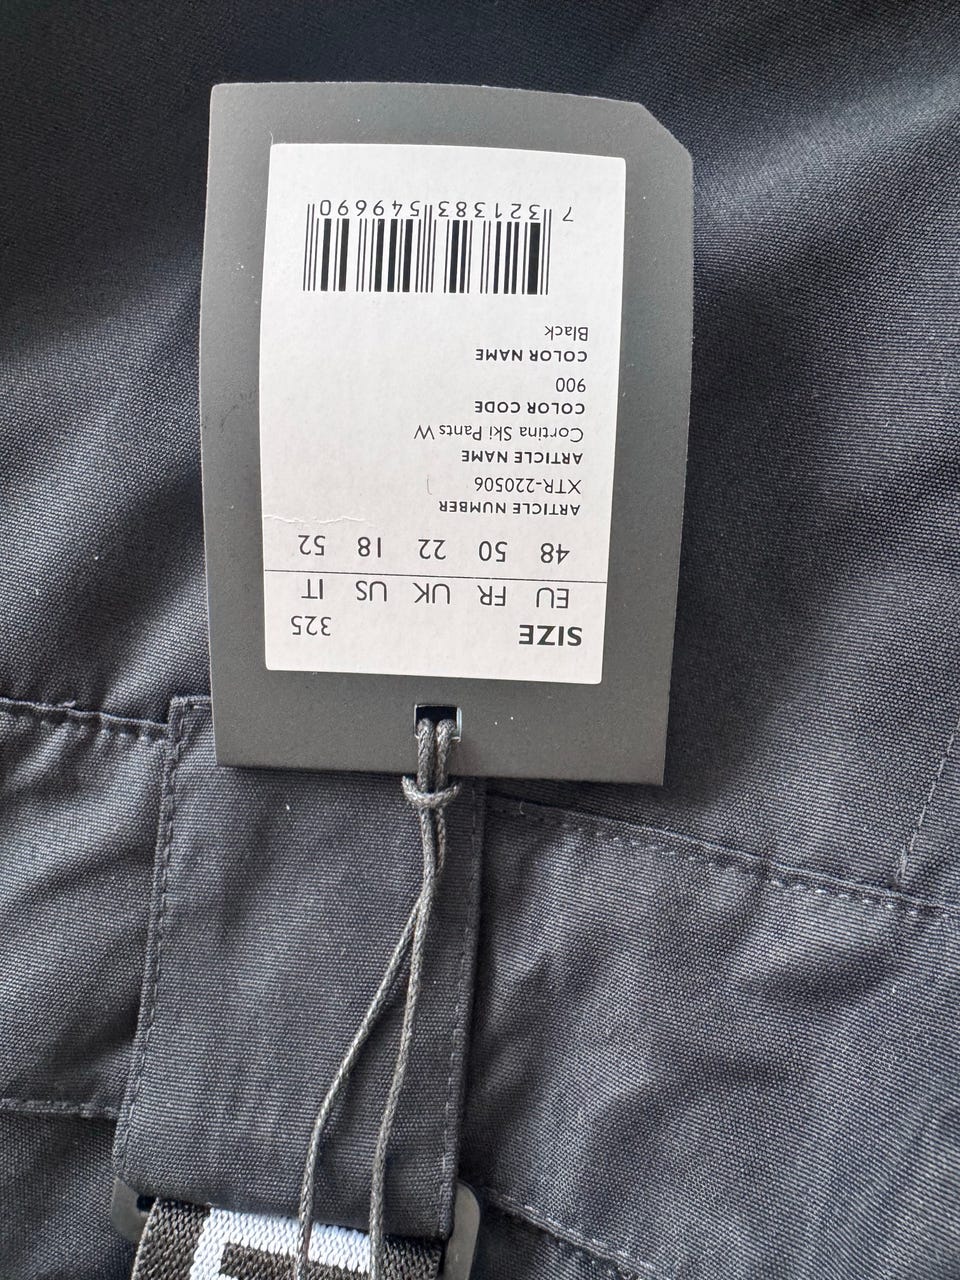 SIZE 325
EU FR UK US IT
48 50 22 18 52
ARTICLE NUMBER
XTR-220506
ARTICLE NAME
Cortina Ski Pants W
COLOR CODE
900
COLOR NAME
Black
7 321383 549690